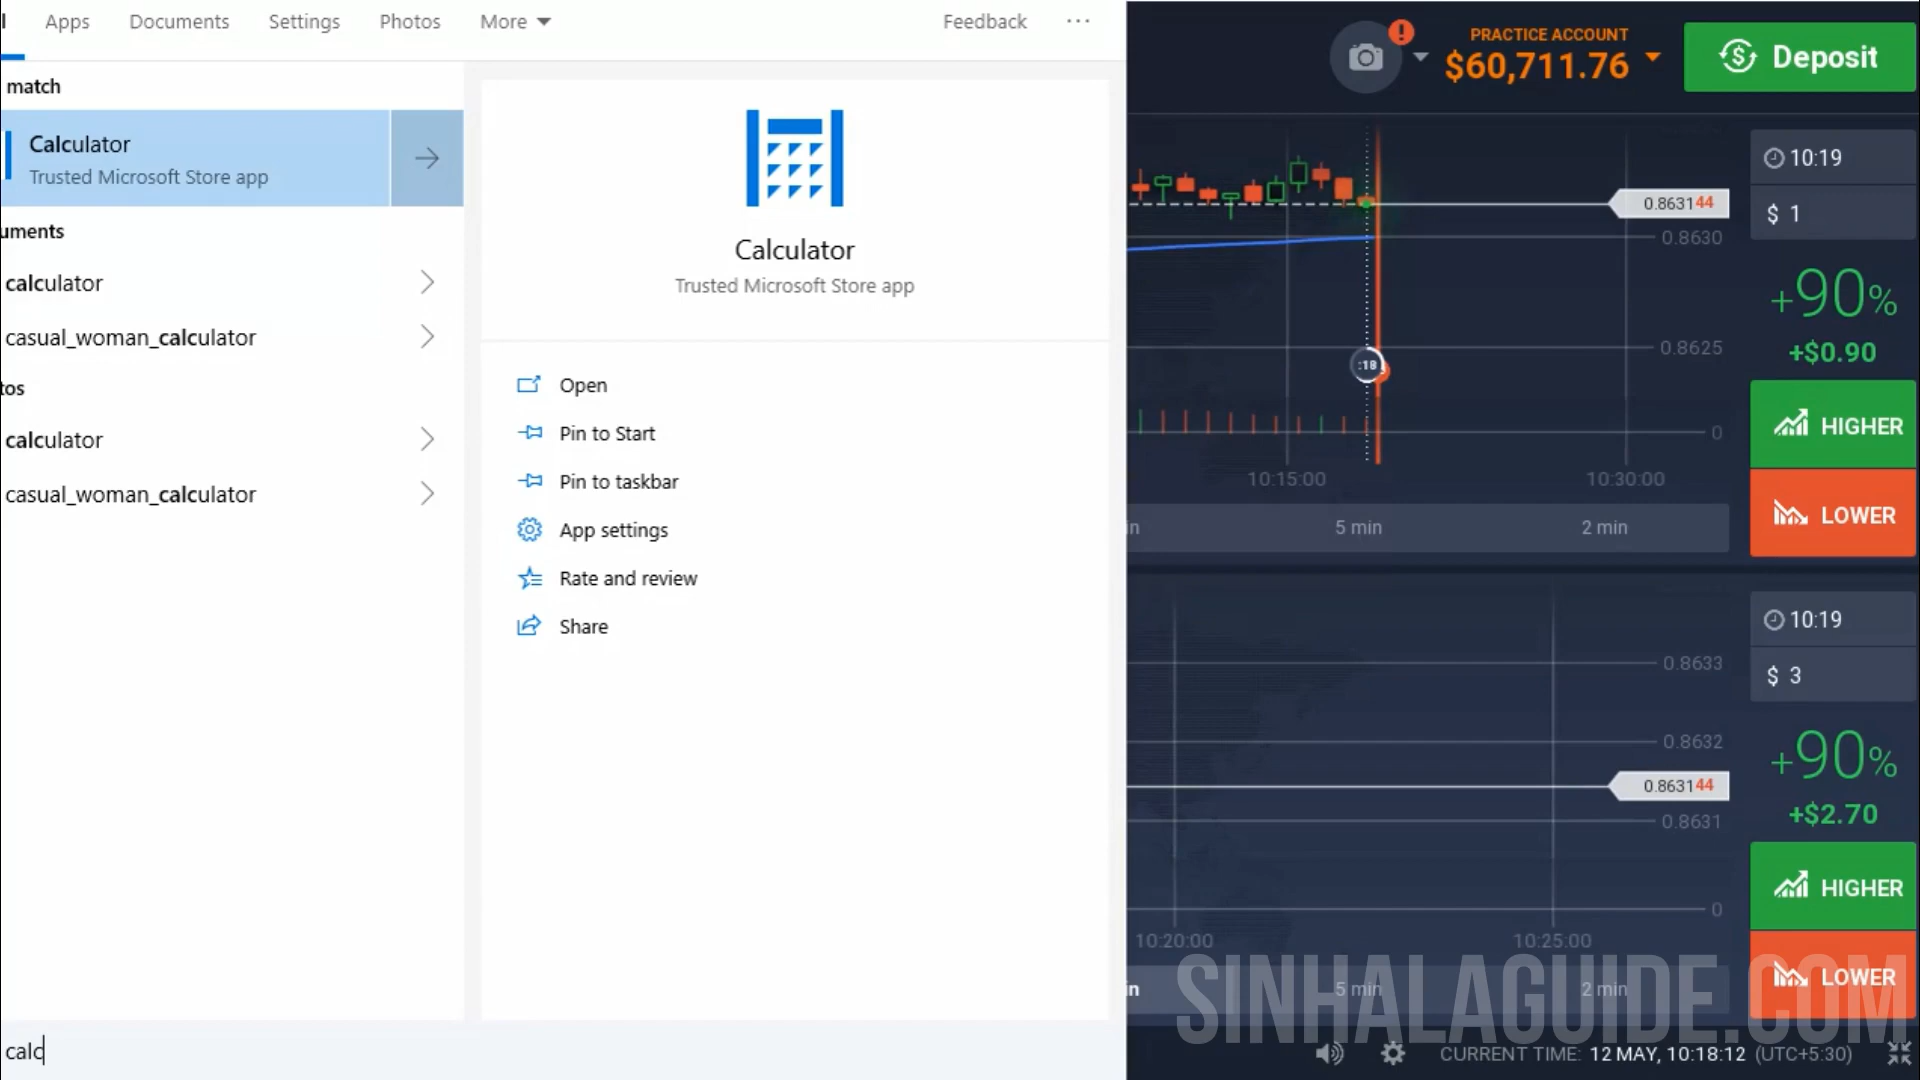 Apps Documents Settings Photos More Feedback ...
match
Calculator
Trusted Microsoft Store app
uments
calculator
casual_woman_calculator
tos
calculator
casual_woman_calculator
calc
Calculator
Trusted Microsoft Store app
Open
Pin to Start
Pin to taskbar
App settings
Rate and review
Share
PRACTICE ACCOUNT
$60,711.76
Deposit
0.863144
0.8630
0.8625
:18
0
10:15:00 10:30:00
in 5 min 2 min
10:19
$ 1
+90%
+$0.90
HIGHER
LOWER
0.8633
0.8632
0.863144
0.8631
0
10:20:00 10:25:00
in 5 min 2 min
10:19
$ 3
+90%
+$2.70
HIGHER
LOWER
SINHALAGUIDE.COM
CURRENT TIME: 12 MAY, 10:18:12 (UTC+5:30)